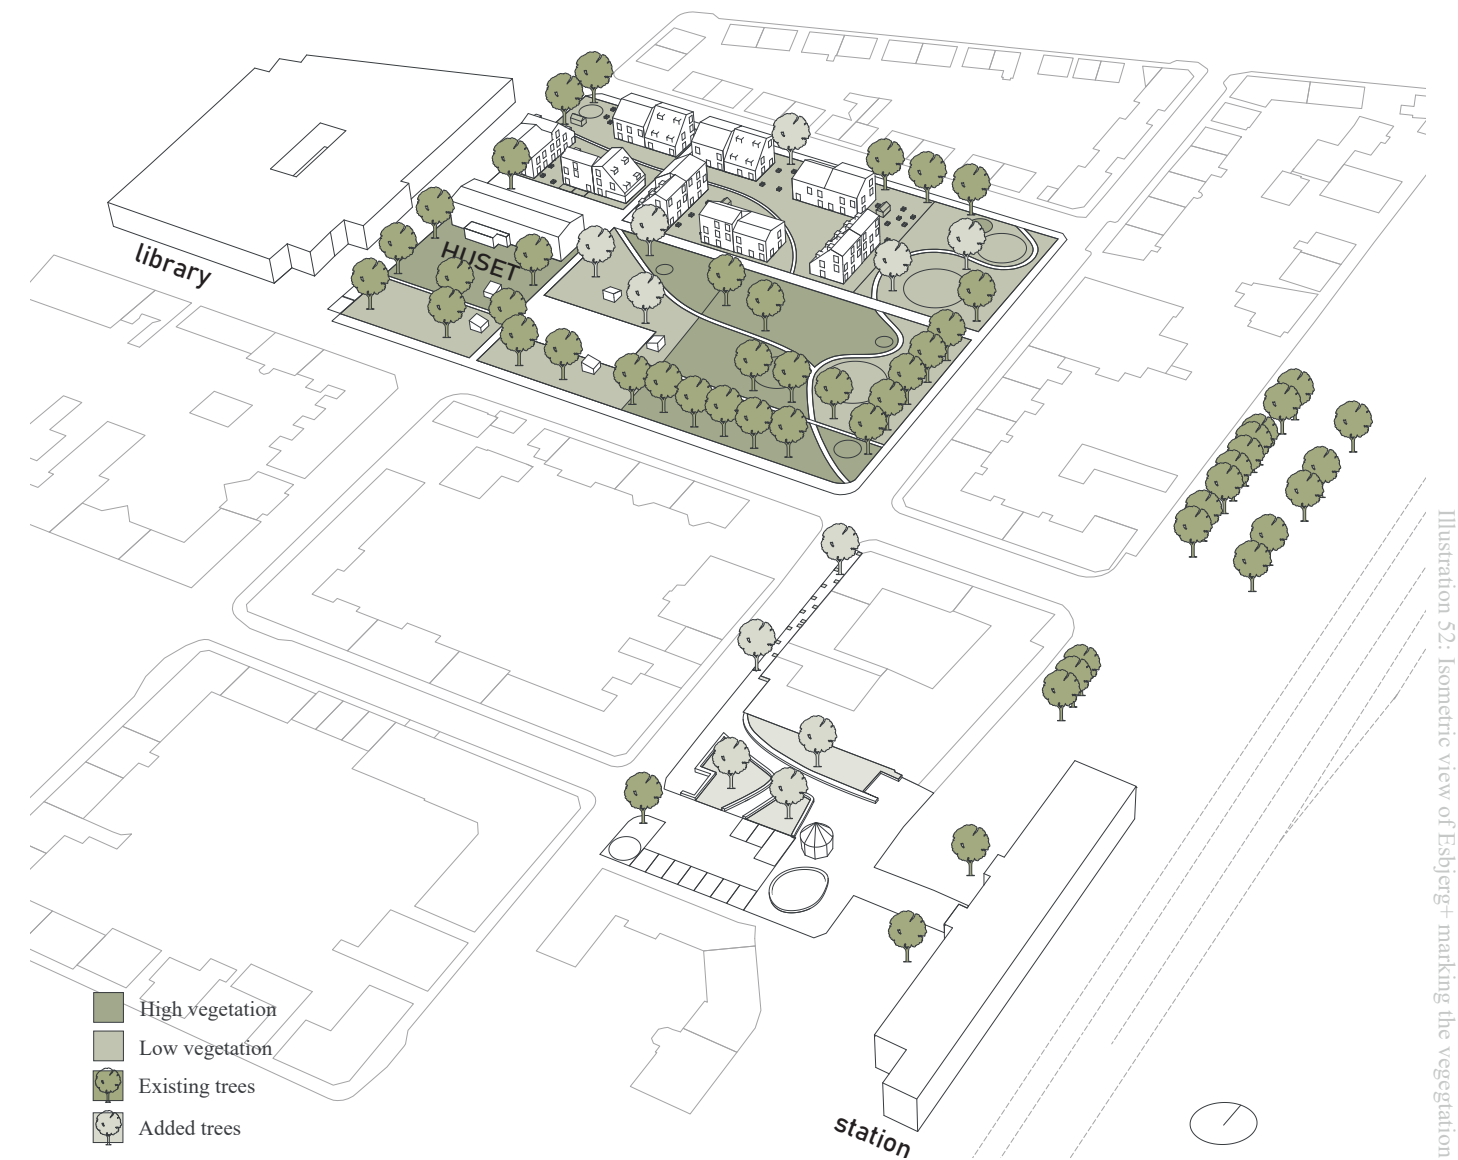 library
HUSET
High vegetation
Low vegetation
Existing trees
Added trees
station
Illustration 52: Isometric view of Esbjerg+ marking the vegegtation